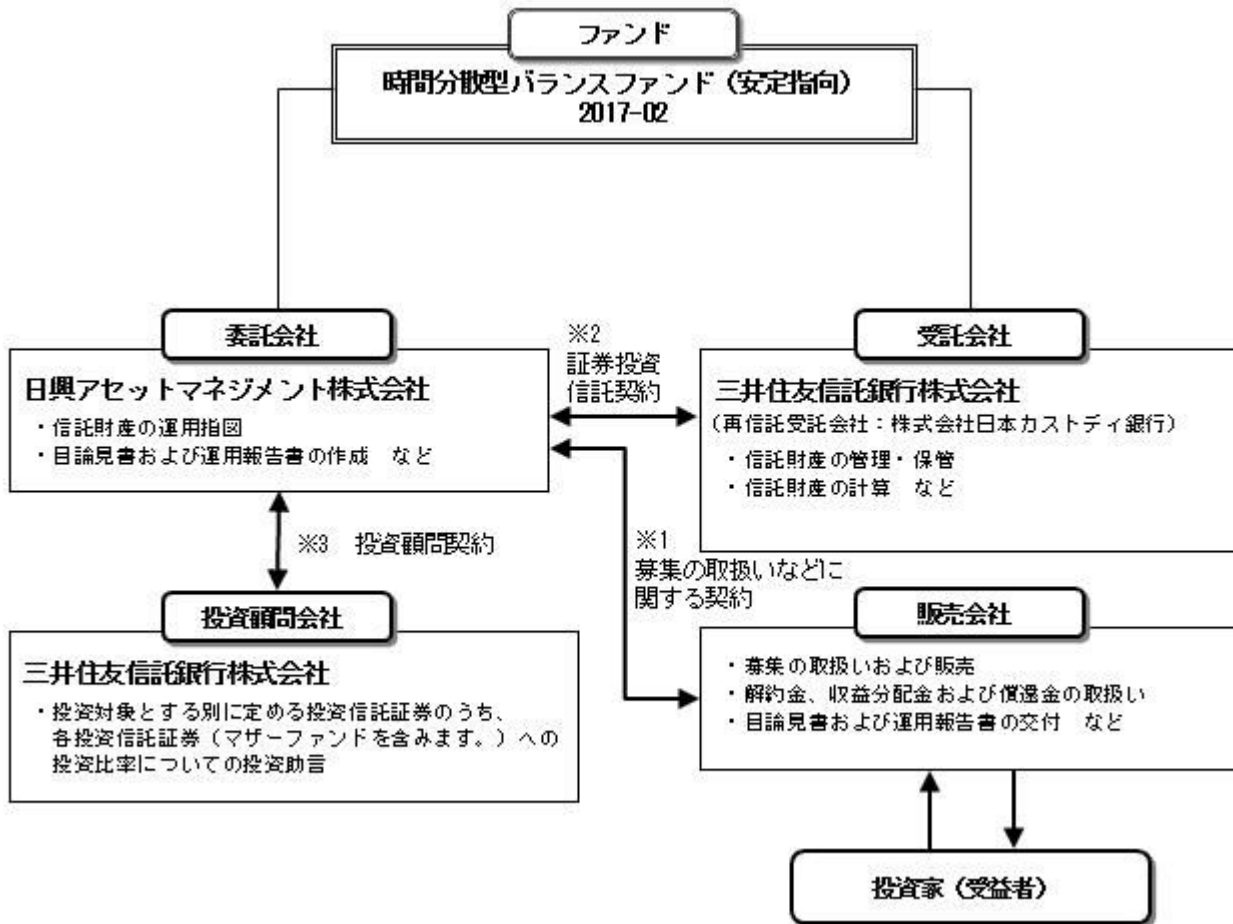 ファンド
時間分散型バランスファンド（安定指向）
2017-02
委託会社
日興アセットマネジメント株式会社
・信託財産の運用指図
・目論見書および運用報告書の作成　など
※2
証券投資
信託契約
受託会社
三井住友信託銀行株式会社
（再信託受託会社：株式会社日本カストディ銀行）
・信託財産の管理・保管
・信託財産の計算　など
※3　投資顧問契約
※1
募集の取扱いなどに
関する契約
投資顧問会社
三井住友信託銀行株式会社
・投資対象とする別に定める投資信託証券のうち、
各投資信託証券（マザーファンドを含みます。）への
投資比率についての投資助言
販売会社
・募集の取扱いおよび販売
・解約金、収益分配金および償還金の取扱い
・目論見書および運用報告書の交付　など
投資家（受益者）